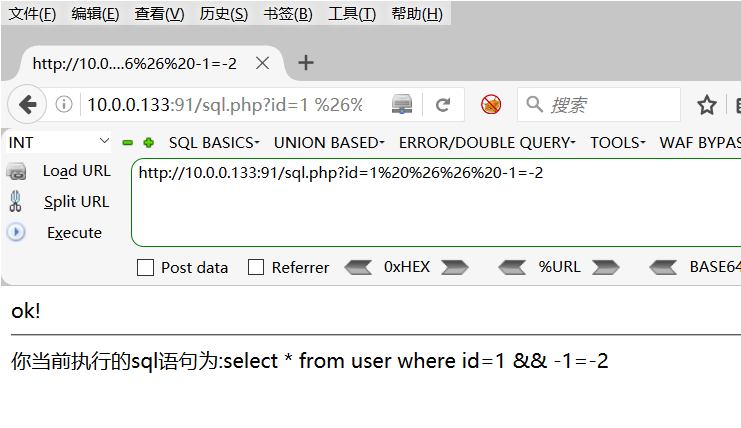 文件(F) 编辑(E) 查看(V) 历史(S) 书签(B) 工具(T) 帮助(H)
http://10.0....6%26%20-1=-2
10.0.0.133:91/sql.php?id=1 %26%
搜索
INT SQL BASICS UNION BASED ERROR/DOUBLE QUERY TOOLS WAF BYPAS
Load URL
http://10.0.0.133:91/sql.php?id=1%20%26%26%20-1=-2
Split URL
Execute
Post data Referrer 0xHEX %URL BASE64
ok!
你当前执行的sql语句为:select * from user where id=1 && -1=-2